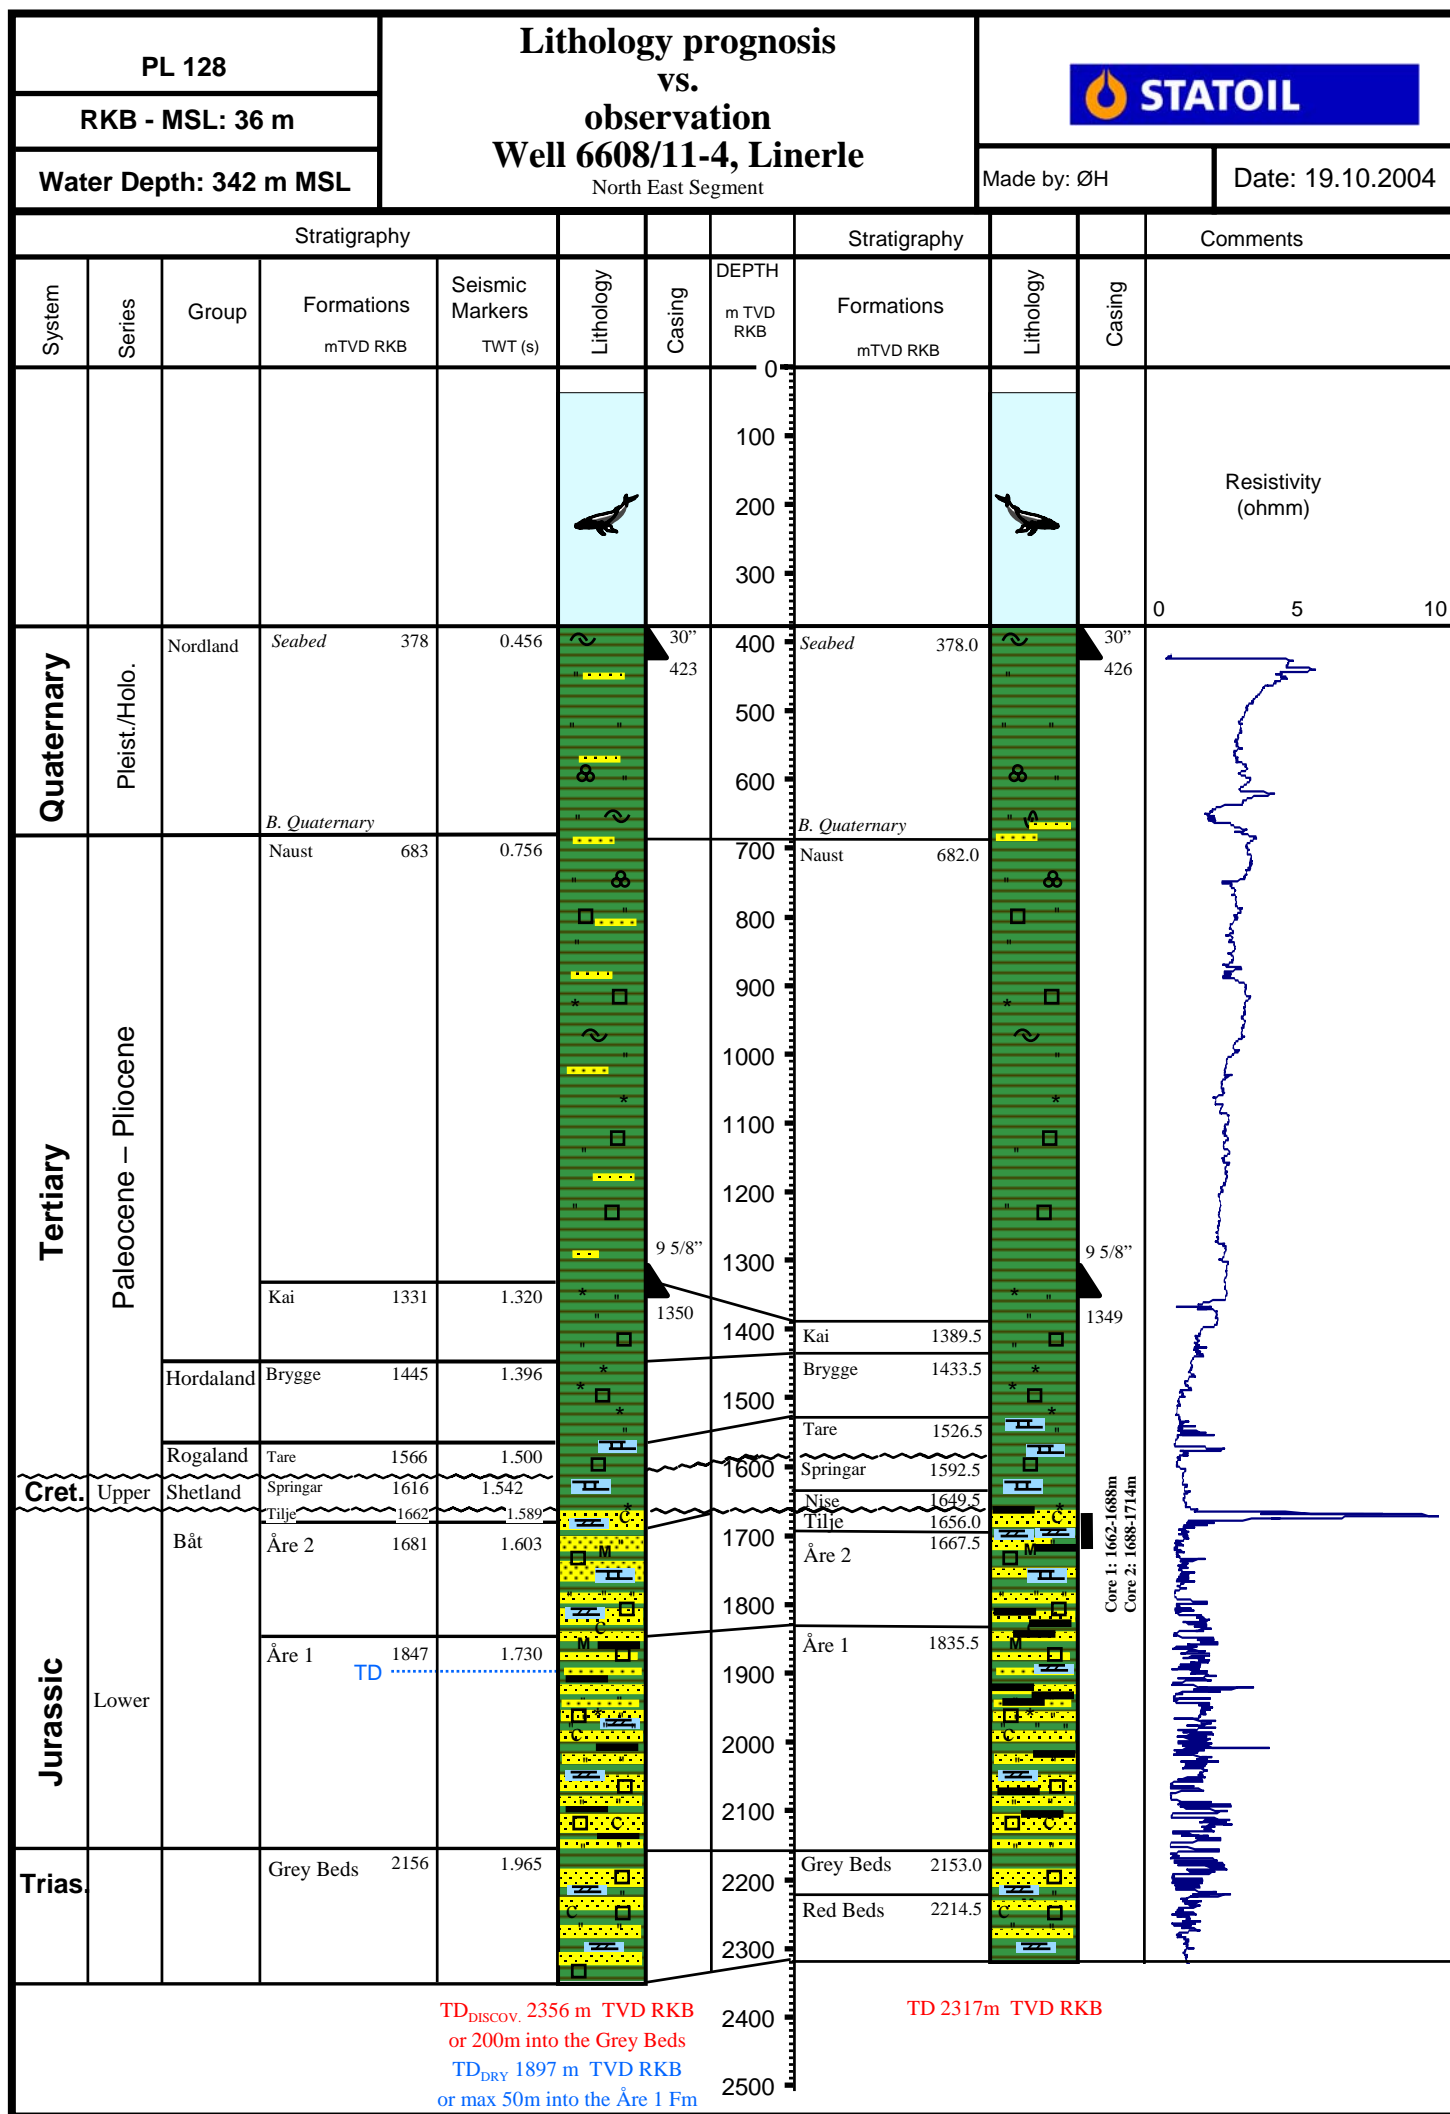 PL 128
RKB - MSL: 36 m
Water Depth: 342 m MSL
Lithology prognosis
vs.
observation
Well 6608/11-4, Linerle
North East Segment
STATOIL
Made by: ØH
Date: 19.10.2004
Stratigraphy
Stratigraphy
Comments
System
Series
Group
Formations
mTVD RKB
Seismic
Markers
TWT (s)
Lithology
Casing
DEPTH
m TVD
RKB
Formations
mTVD RKB
Lithology
Casing
0
100
200
300
400
500
600
700
800
900
1000
1100
1200
1300
1400
1500
1600
1700
1800
1900
2000
2100
2200
2300
2400
2500
Resistivity
(ohmm)
0 5 10
Quaternary
Pleist./Holo.
Nordland
Seabed 378 0.456
30”
423
Seabed 378.0
30”
426
B. Quaternary
B. Quaternary
Tertiary
Paleocene – Pliocene
Naust 683 0.756
Naust 682.0
9 5/8”
1350
9 5/8”
1349
Kai 1331 1.320
Kai 1389.5
Hordaland Brygge 1445 1.396
Brygge 1433.5
Rogaland Tare 1566 1.500
Tare 1526.5
Cret. Upper Shetland Springar 1616 1.542
Springar 1592.5
Nise 1649.5
Tilje 1662 1.589
Tilje 1656.0
Jurassic
Lower
Båt
Åre 2 1681 1.603
Åre 2 1667.5
Core 1: 1662-1688m
Core 2: 1688-1714m
Åre 1 1847 1.730
TD
Åre 1 1835.5
C
M
C
M
C
C
C
C
M
M
C
C
C
Trias.
Grey Beds 2156 1.965
Grey Beds 2153.0
Red Beds 2214.5
TD DISCOV. 2356 m TVD RKB
or 200m into the Grey Beds
TD DRY 1897 m TVD RKB
or max 50m into the Åre 1 Fm
TD 2317m TVD RKB